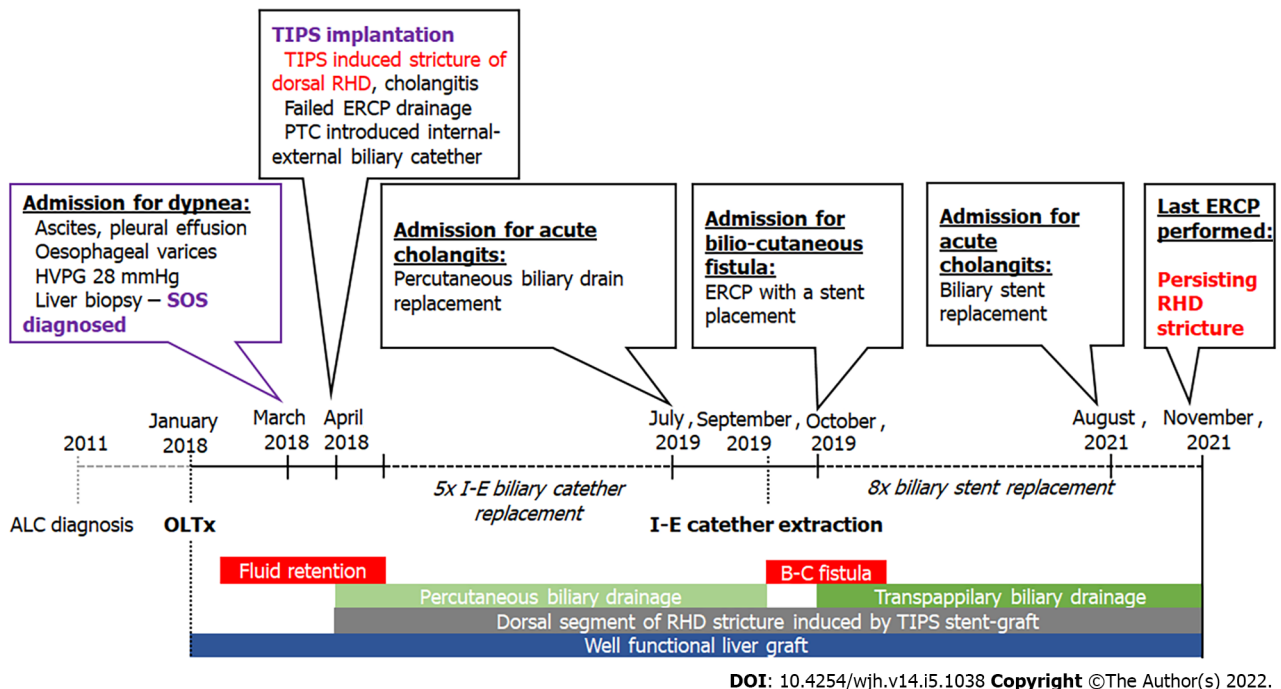 TIPS implantation
TIPS induced stricture of
dorsal RHD, cholangitis
Failed ERCP drainage
PTC introduced internal-
external biliary catether
Admission for dypnea:
Ascites, pleural effusion
Oesophageal varices
HVPG 28 mmHg
Liver biopsy – SOS
diagnosed
Admission for acute
cholangits:
Percutaneous biliary drain
replacement
Admission for
bilio-cutaneous
fistula:
ERCP with a stent
placement
Admission for
acute
cholangits:
Biliary stent
replacement
Last ERCP
performed:
Persisting
RHD
stricture
2011
January
2018
March
2018
April
2018
July,
2019
September,
2019
October,
2019
August,
2021
November,
2021
5x I-E biliary catether
replacement
8x biliary stent replacement
ALC diagnosis
OLTx
I-E catether extraction
Fluid retention
B-C fistula
Percutaneous biliary drainage
Transpappilary biliary drainage
Dorsal segment of RHD stricture induced by TIPS stent-graft
Well functional liver graft
DOI: 10.4254/wjh.v14.i5.1038 Copyright ©The Author(s) 2022.